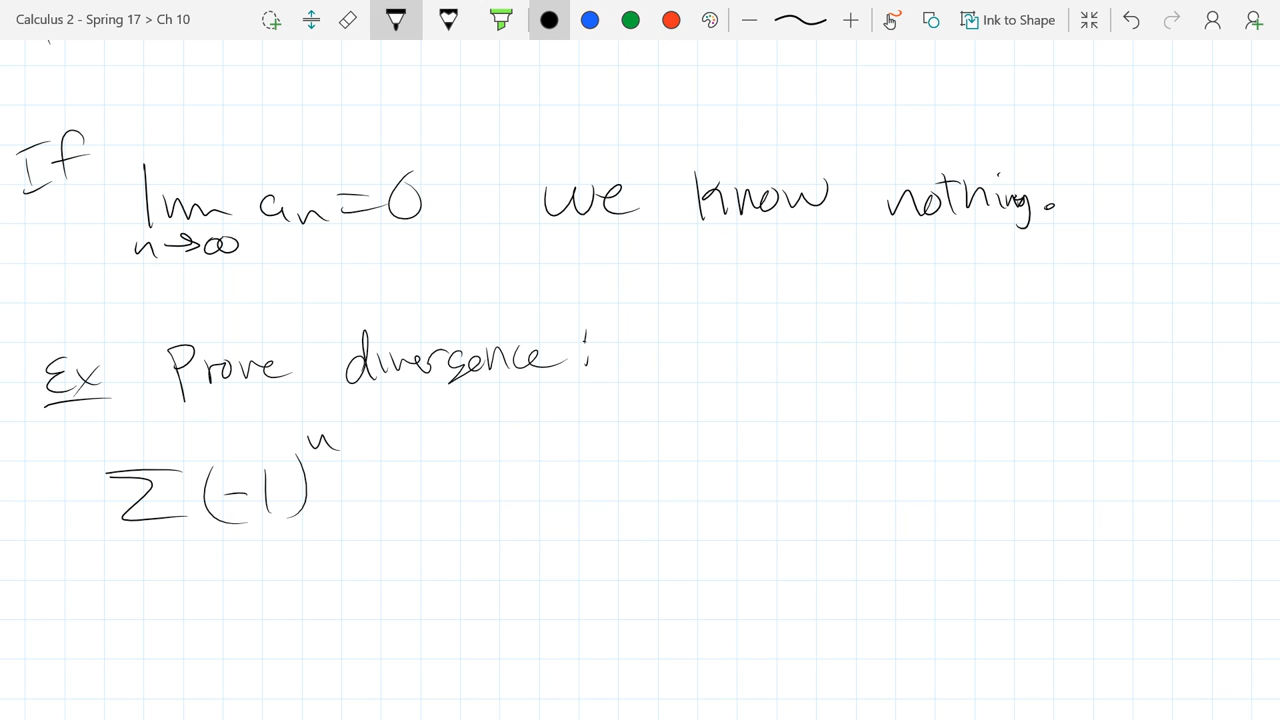 Calculus 2 - Spring 17 > Ch 10
Ink to Shape
If
lim aₙ = 0 we know nothing.
n→∞
Ex Prove divergence:
Σ(-1)ⁿ